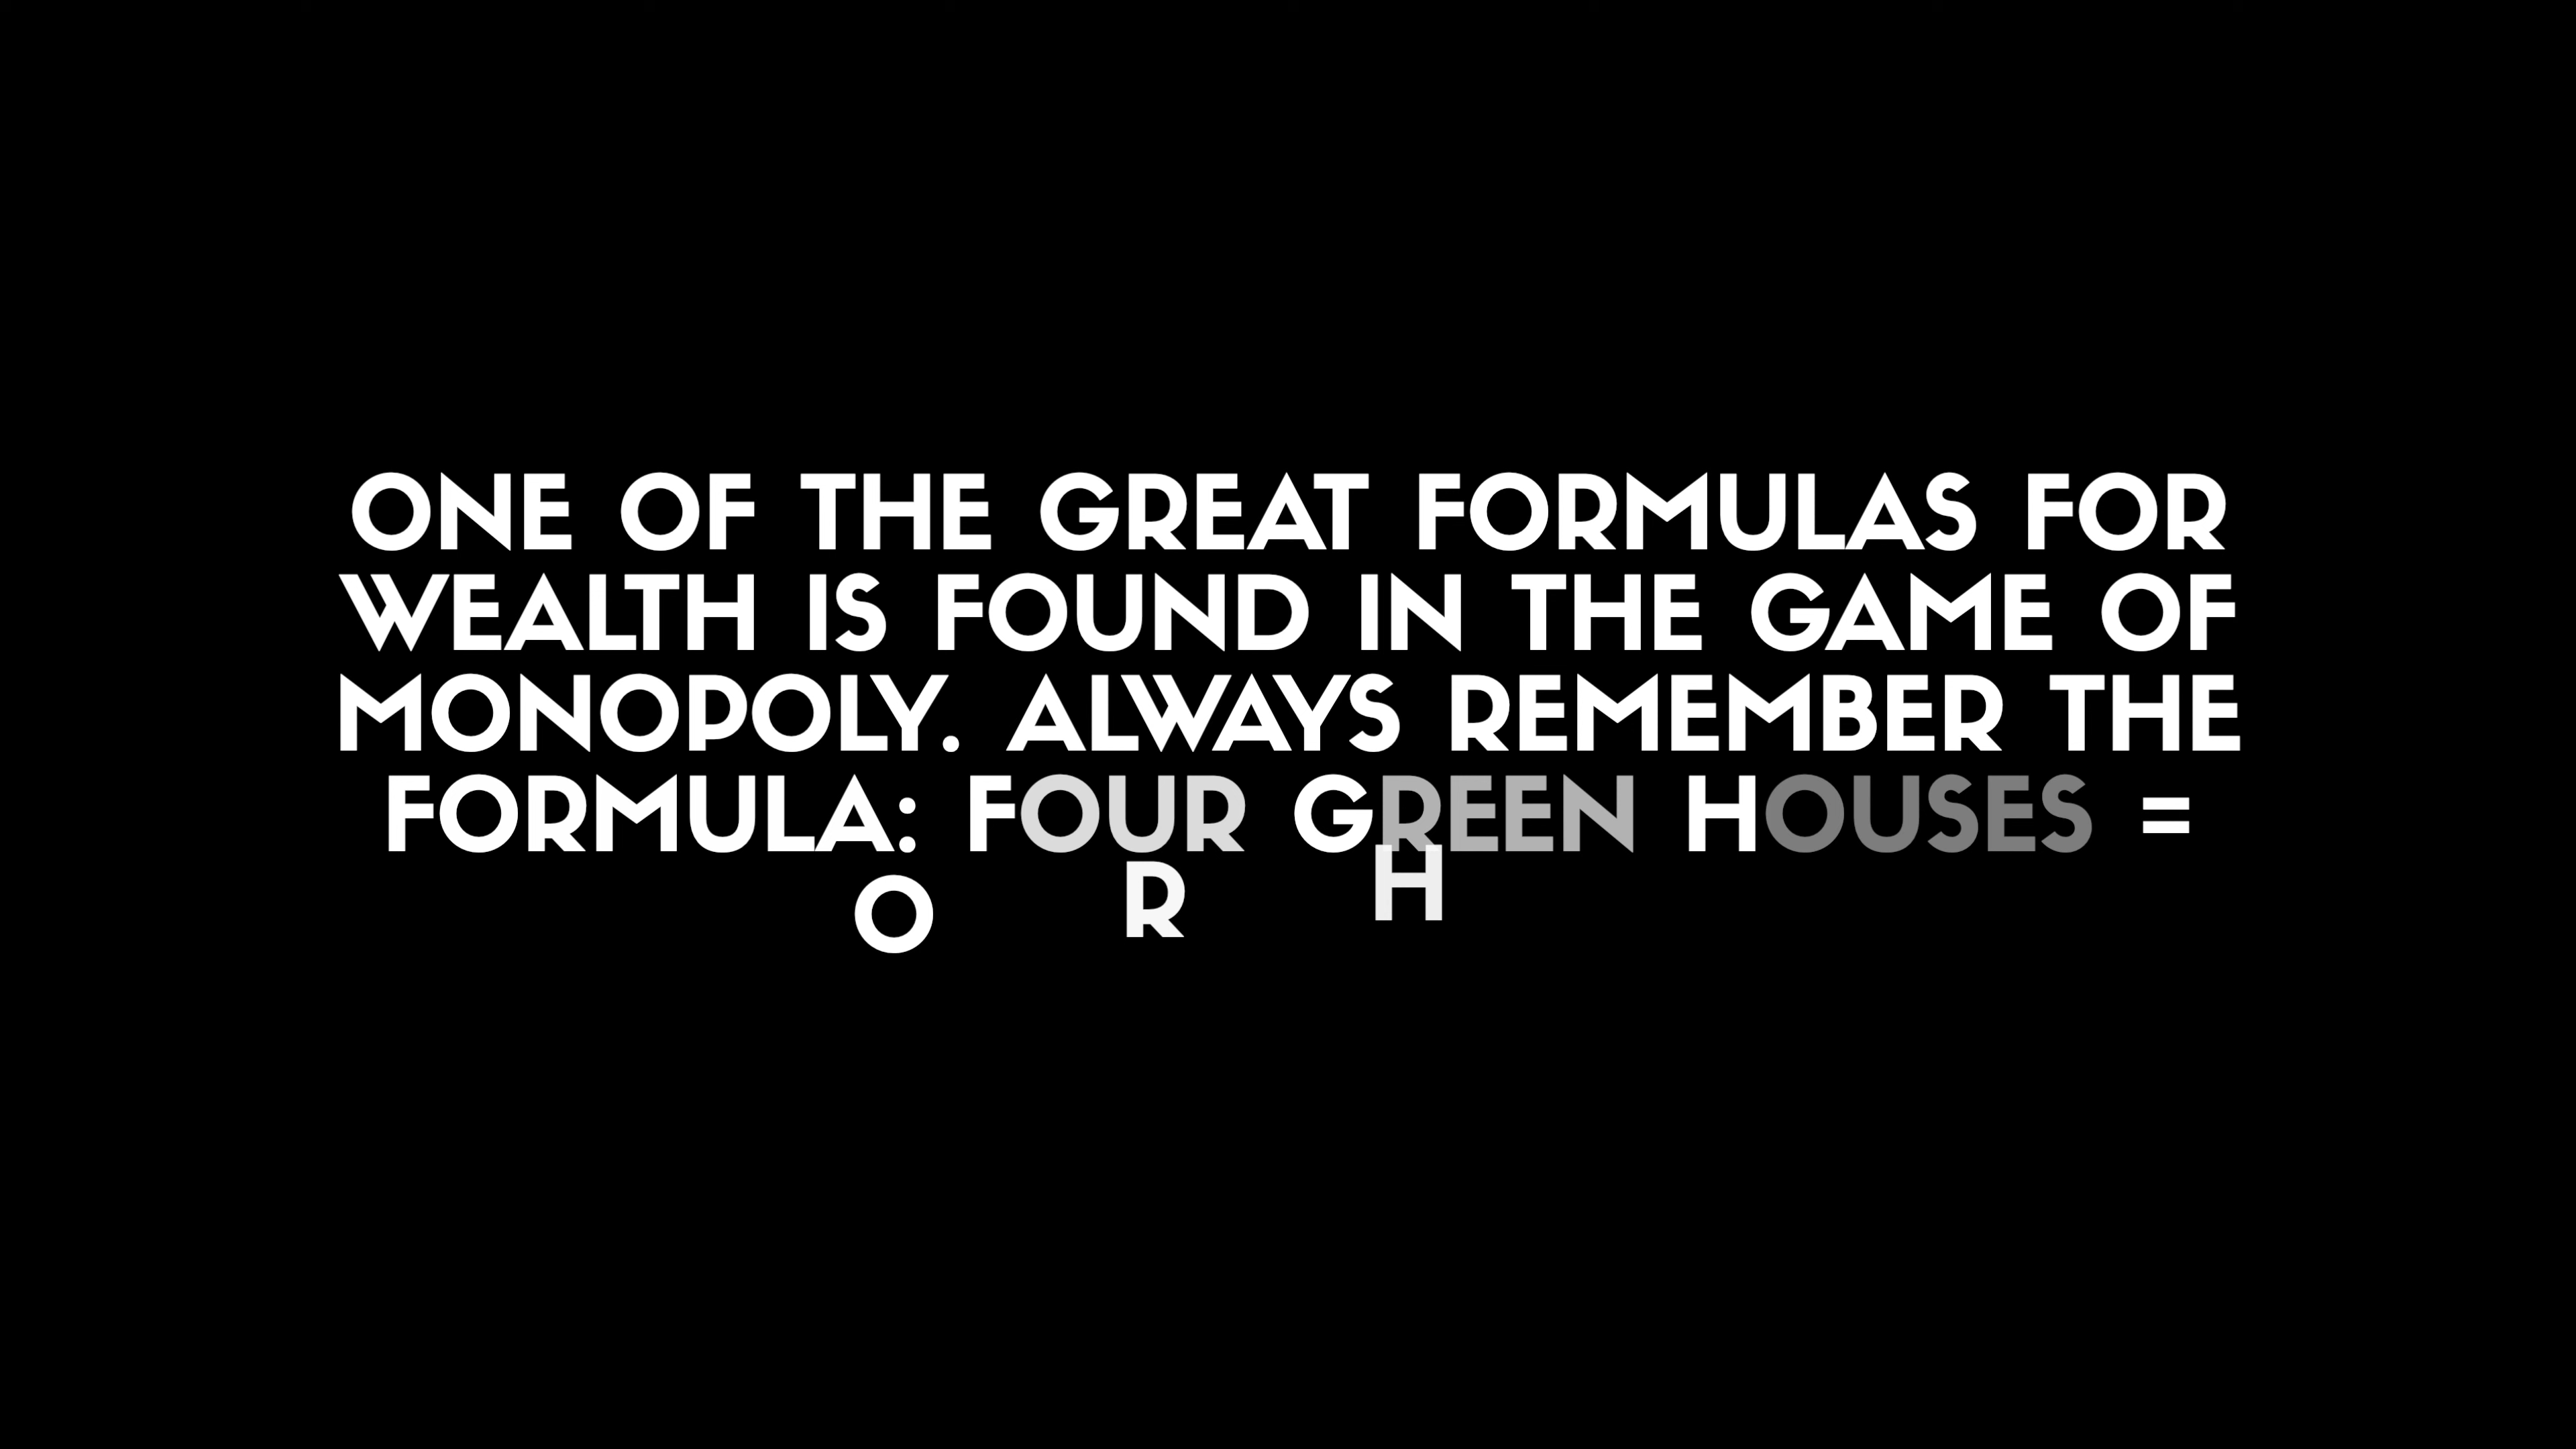 ONE OF THE GREAT FORMULAS FOR
WEALTH IS FOUND IN THE GAME OF
MONOPOLY. ALWAYS REMEMBER THE
FORMULA: FOUR GREEN HOUSES =
O R H